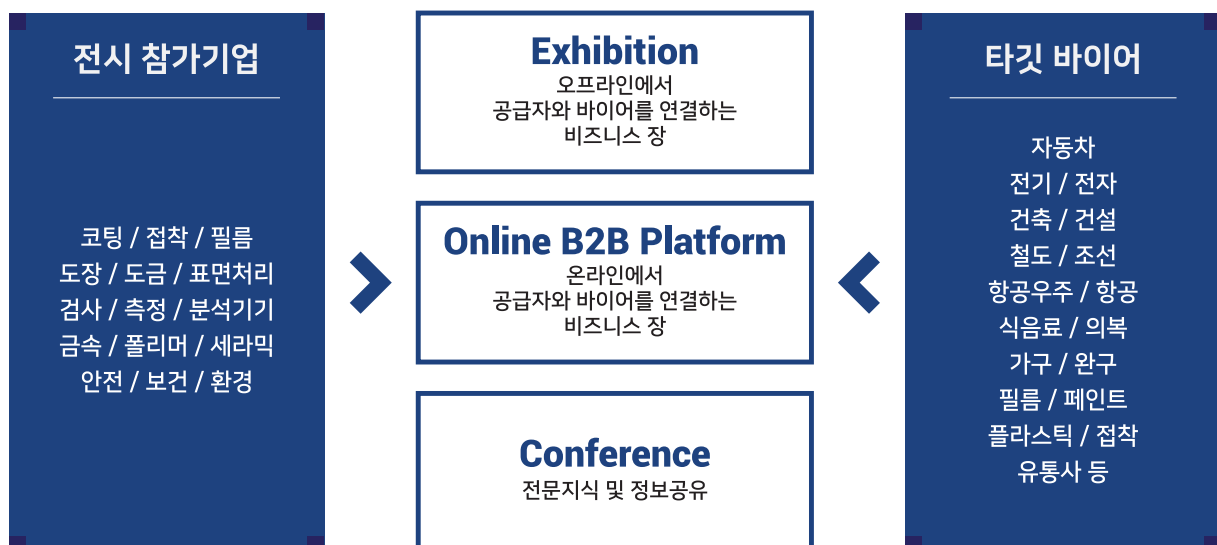 전시 참가기업
코팅 / 접착 / 필름
도장 / 도금 / 표면처리
검사 / 측정 / 분석기기
금속 / 폴리머 / 세라믹
안전 / 보건 / 환경
Exhibition
오프라인에서
공급자와 바이어를 연결하는
비즈니스 장
Online B2B Platform
온라인에서
공급자와 바이어를 연결하는
비즈니스 장
Conference
전문지식 및 정보공유
타깃 바이어
자동차
전기 / 전자
건축 / 건설
철도 / 조선
항공우주 / 항공
식음료 / 의복
가구 / 완구
필름 / 페인트
플라스틱 / 접착
유통사 등